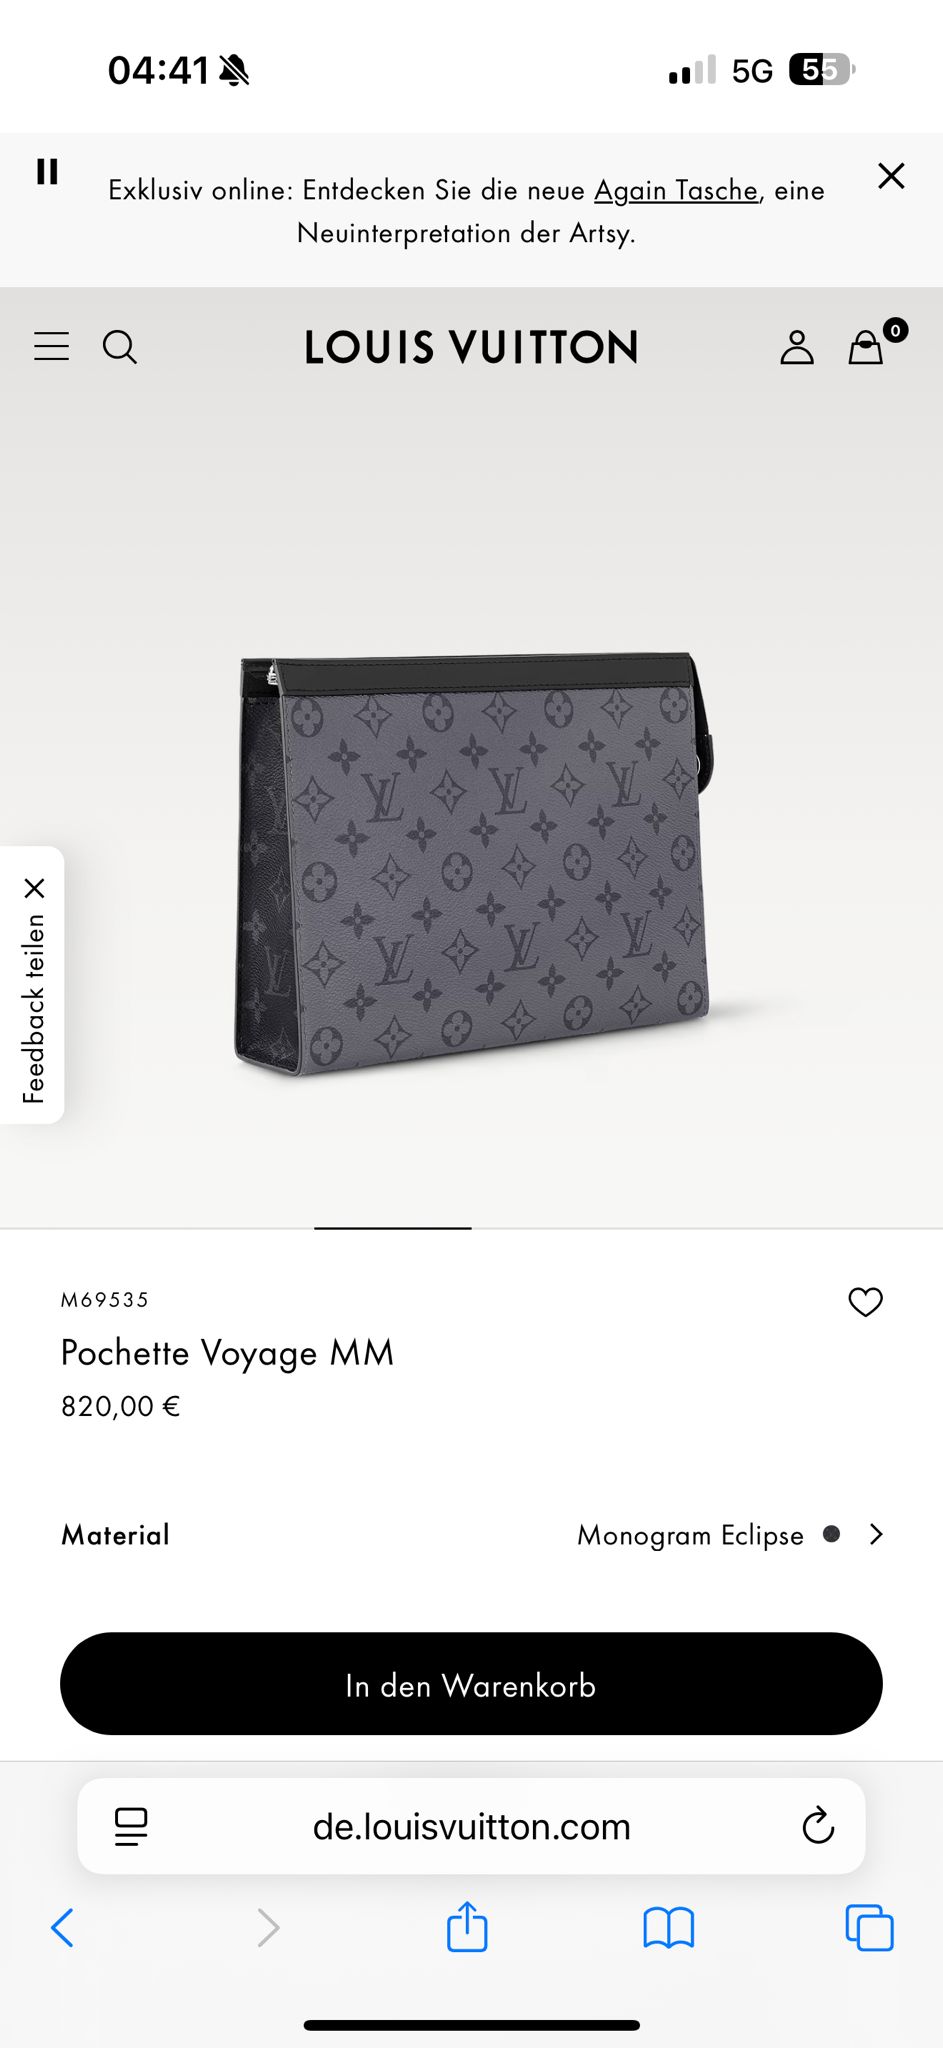 04:41
5G
55
Exklusiv online: Entdecken Sie die neue Again Tasche, eine
Neuinterpretation der Artsy.
LOUIS VUITTON
0
Feedback teilen
M69535
Pochette Voyage MM
820,00 €
Material
Monogram Eclipse
In den Warenkorb
de.louisvuitton.com